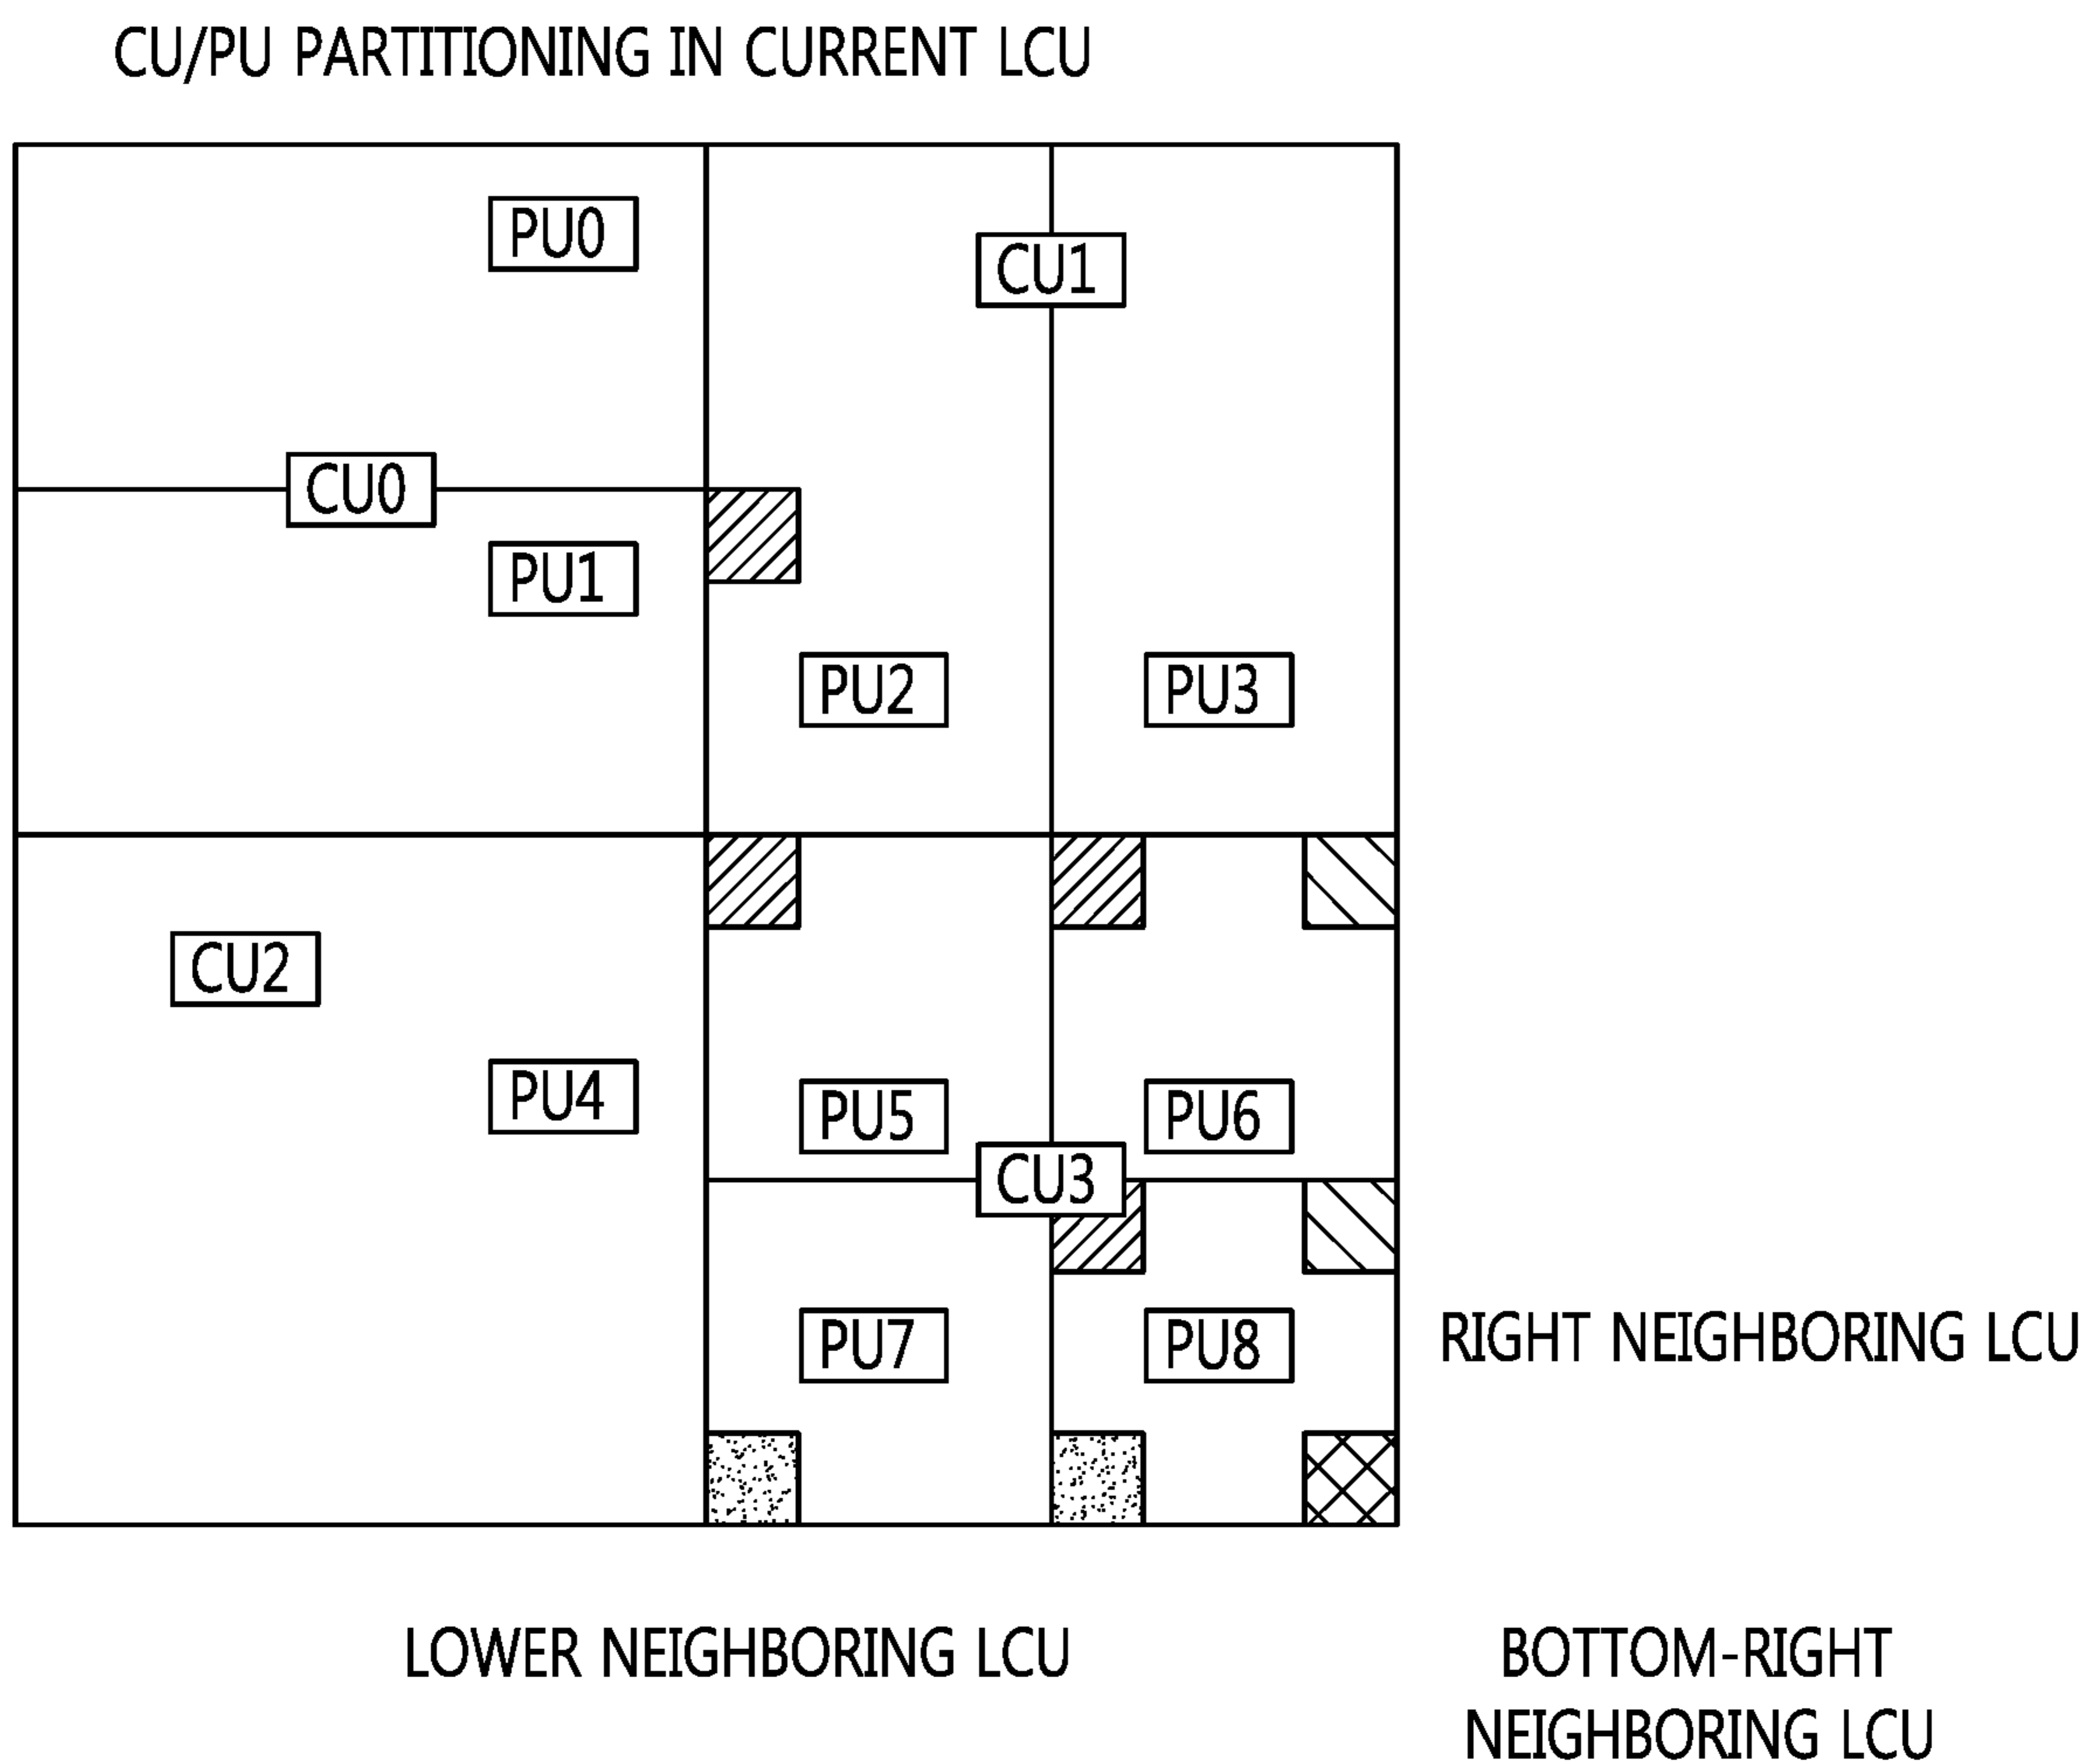 CU/PU PARTITIONING IN CURRENT LCU
PU0
CU1
CU0
PU1
PU2
PU3
CU2
PU4
PU5
PU6
CU3
PU7
PU8
RIGHT NEIGHBORING LCU
LOWER NEIGHBORING LCU
BOTTOM-RIGHT
NEIGHBORING LCU